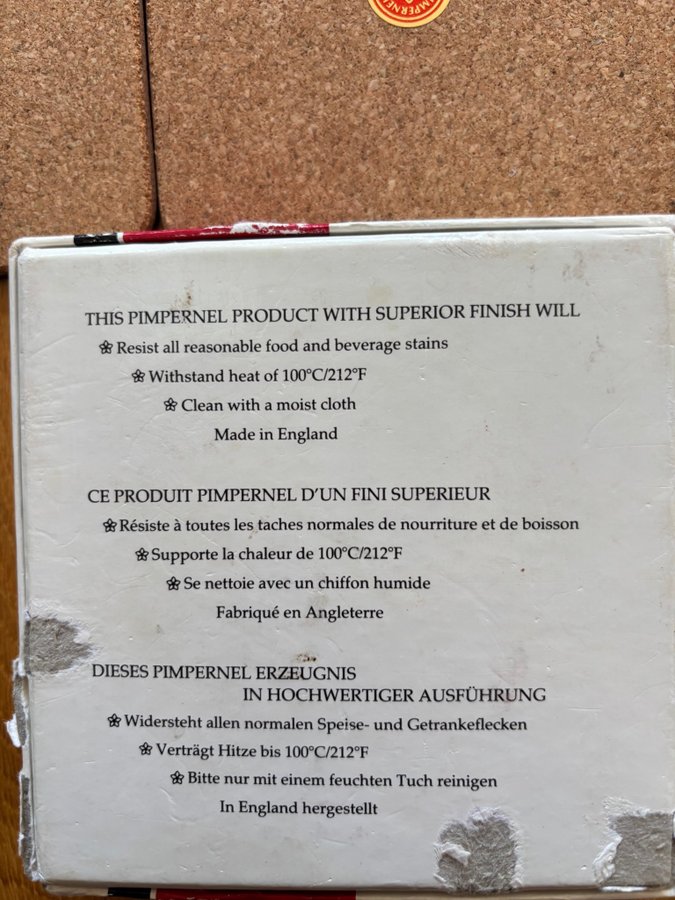 PIMPERNEL
THIS PIMPERNEL PRODUCT WITH SUPERIOR FINISH WILL
Resist all reasonable food and beverage stains
Withstand heat of 100°C/212°F
Clean with a moist cloth
Made in England
CE PRODUIT PIMPERNEL D'UN FINI SUPERIEUR
Résiste à toutes les taches normales de nourriture et de boisson
Supporte la chaleur de 100°C/212°F
Se nettoie avec un chiffon humide
Fabriqué en Angleterre
DIESES PIMPERNEL ERZEUGNIS
IN HOCHWERTIGER AUSFÜHRUNG
Widersteht allen normalen Speise- und Getrankeflecken
Verträgt Hitze bis 100°C/212°F
Bitte nur mit einem feuchten Tuch reinigen
In England hergestellt